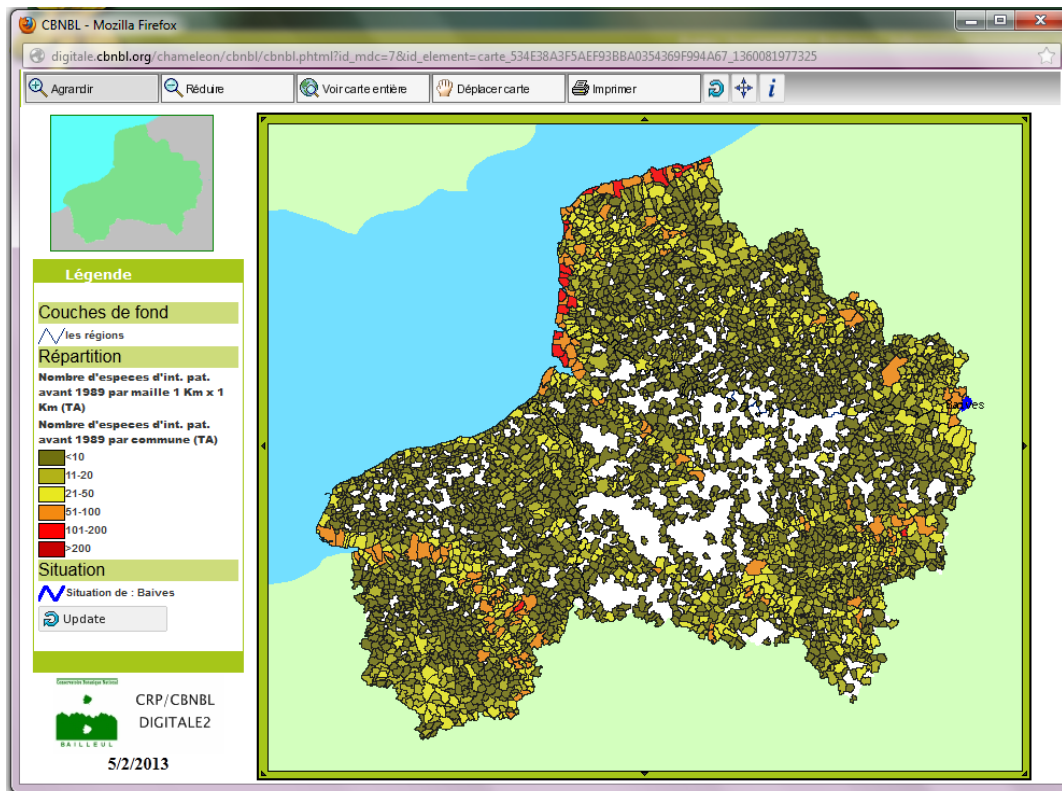 CBNBL - Mozilla Firefox
digitale.cbnbl.org/chameleon/cbnbl/cbnbl.phtml?id_mdc=7&id_element=carte_534E38A3F5AEF93BBA0354369F994A67_1360081977325
Agrardir
Réduire
Voir carte entière
Déplacer carte
Imprimer
i
Légende
Couches de fond
les régions
Répartition
Nombre d'especes d'int. pat.
avant 1989 par maille 1 Km x 1
Km (TA)
Nombre d'especes d'int. pat.
avant 1989 par commune (TA)
<10
11-20
21-50
51-100
101-200
>200
Situation
Situation de : Baives
Update
CRP/CBNBL
DIGITALE2
BAILLEUL
5/2/2013